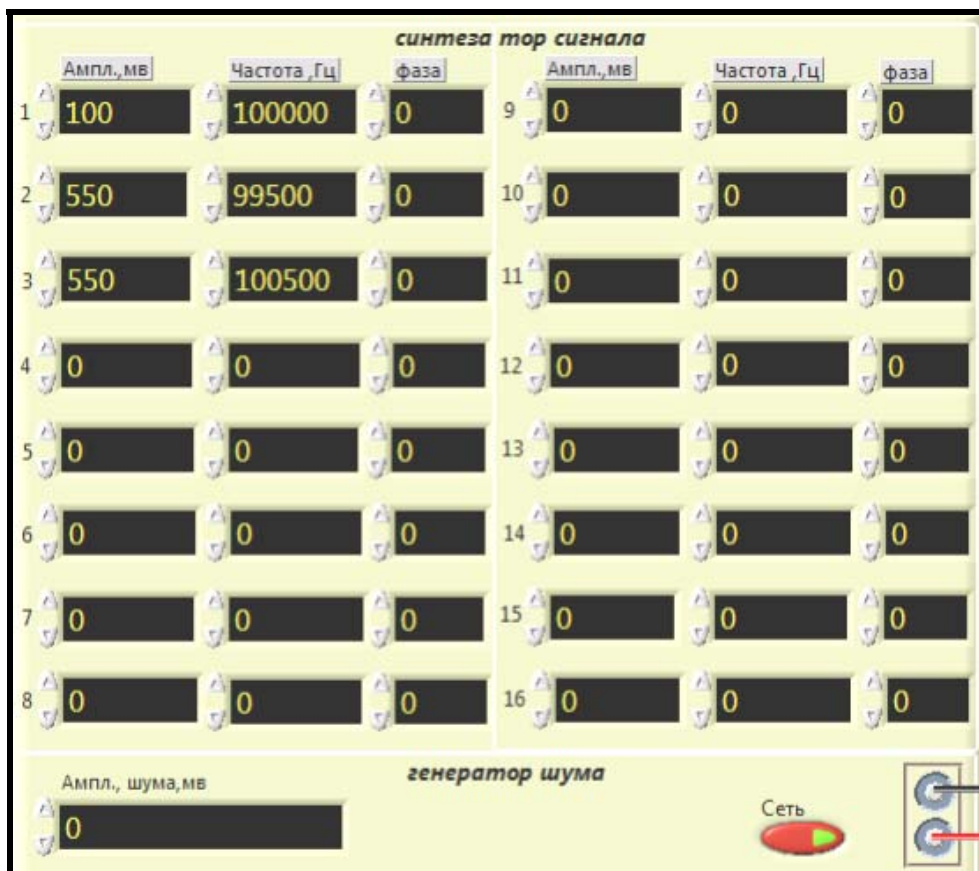 синтеза тор сигнала
Ампл.,мв Частота ,Гц фаза Ампл.,мв Частота ,Гц фаза
1 100 100000 0 9 0 0 0
2 550 99500 0 10 0 0 0
3 550 100500 0 11 0 0 0
4 0 0 0 12 0 0 0
5 0 0 0 13 0 0 0
6 0 0 0 14 0 0 0
7 0 0 0 15 0 0 0
8 0 0 0 16 0 0 0
генератор шума
Ампл., шума,мв
Сеть
0